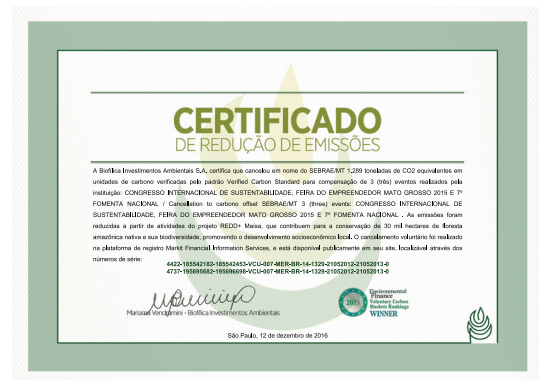 CERTIFICADO
DE REDUÇÃO DE EMISSÕES
A Biofílica Investimentos Ambientais S.A. certifica que cancelou em nome do SEBRAE/MT 1,289 toneladas de CO2 equivalentes em
unidades de carbono verificadas pelo padrão Verified Carbon Standard para compensação de 3 (três) eventos realizados pela
instituição: CONGRESSO INTERNACIONAL DE SUSTENTABILIDADE, FEIRA DO EMPREENDEDOR MATO GROSSO 2015 E 7º
FOMENTA NACIONAL / Cancellation to carbon offset SEBRAE/MT 3 (three) events: CONGRESSO INTERNACIONAL DE
SUSTENTABILIDADE, FEIRA DO EMPREENDEDOR MATO GROSSO 2015 E 7º FOMENTA NACIONAL . As emissões foram
reduzidas a partir de atividades do projeto REDD+ Maísa, que contribuem para a conservação de 30 mil hectares de floresta
amazônica nativa e sua biodiversidade, promovendo o desenvolvimento socioeconômico local. O cancelamento voluntário foi realizado
na plataforma de registro Markit Financial Information Services, e está disponível publicamente em seu site, localizável através dos
números de série:
4422-185542182-185542453-VCU-007-MER-BR-14-1329-21052012-21052013-0
4737-195695682-195696698-VCU-007-MER-BR-14-1329-21052012-21052013-0
Marianna Vendramini - Biofílica Investimentos Ambientais
2015
Environmental
Finance
Voluntary Carbon
Markets Rankings
WINNER
São Paulo, 12 de dezembro de 2016